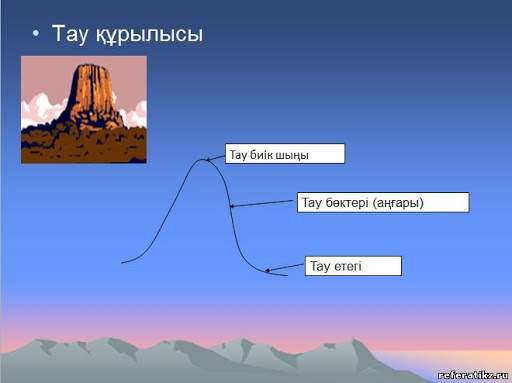 • Тау құрылысы
Тау биік шыңы
Тау бөктері (аңғары)
Тау етегі
referatikz.ru